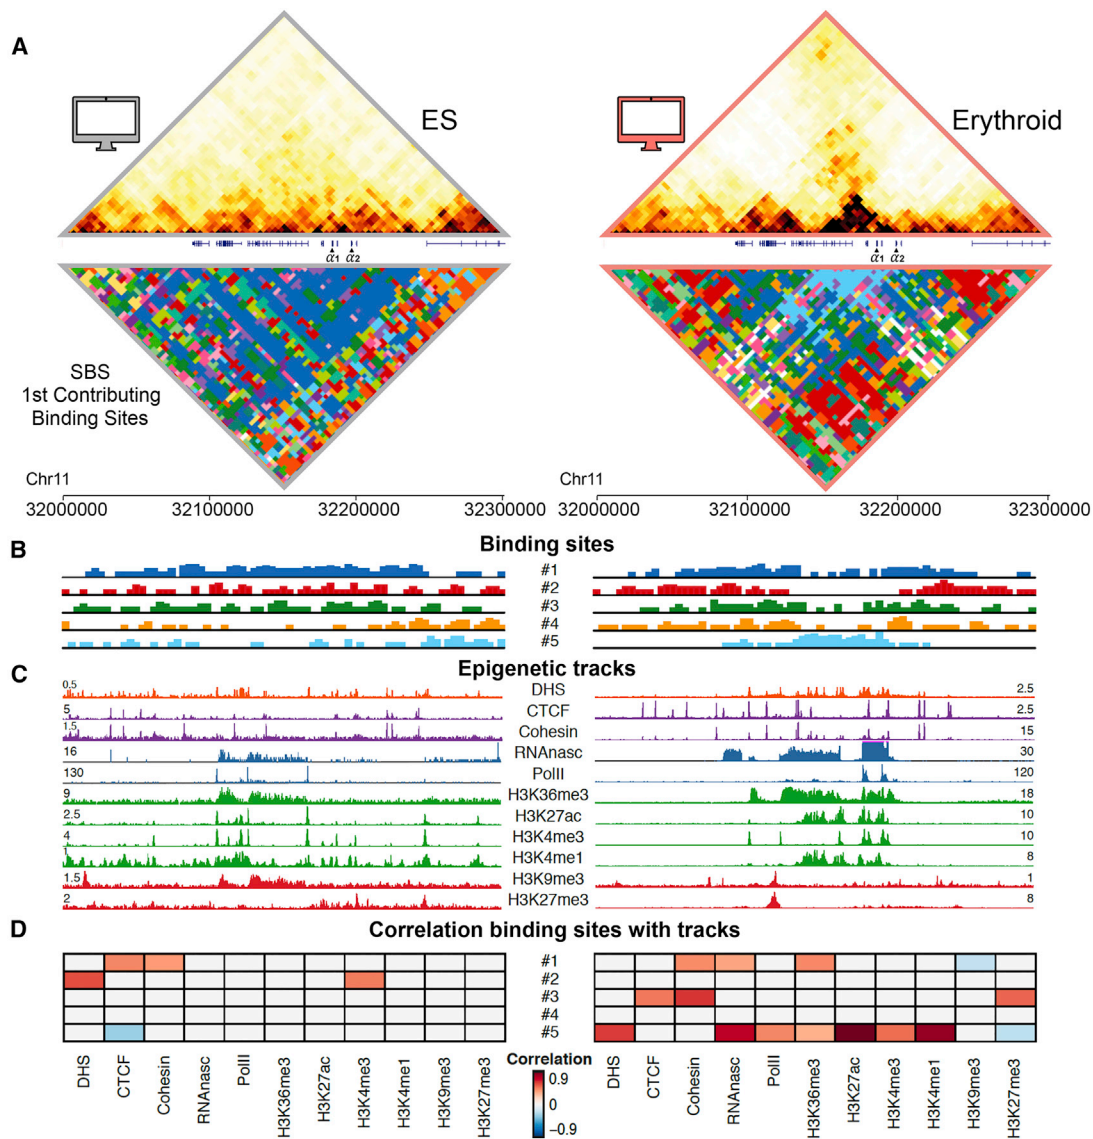 A
ES
Erythroid
α1 α2
α1 α2
SBS
1st Contributing
Binding Sites
Chr11
32000000 32100000 32200000 32300000
Chr11
32000000 32100000 32200000 32300000
B
Binding sites
#1
#2
#3
#4
#5
C
Epigenetic tracks
0.5 DHS 2.5
5 CTCF 2.5
1.5 Cohesin 15
16 RNAnasc 30
130 PolII 120
9 H3K36me3 18
2.5 H3K27ac 10
4 H3K4me3 10
1 H3K4me1 8
1.5 H3K9me3 1
2 H3K27me3 8
D
Correlation binding sites with tracks
#1
#2
#3
#4
#5
DHS
CTCF
Cohesin
RNAnasc
PolII
H3K36me3
H3K27ac
H3K4me3
H3K4me1
H3K9me3
H3K27me3
Correlation
0.9
0
−0.9
DHS
CTCF
Cohesin
RNAnasc
PolII
H3K36me3
H3K27ac
H3K4me3
H3K4me1
H3K9me3
H3K27me3